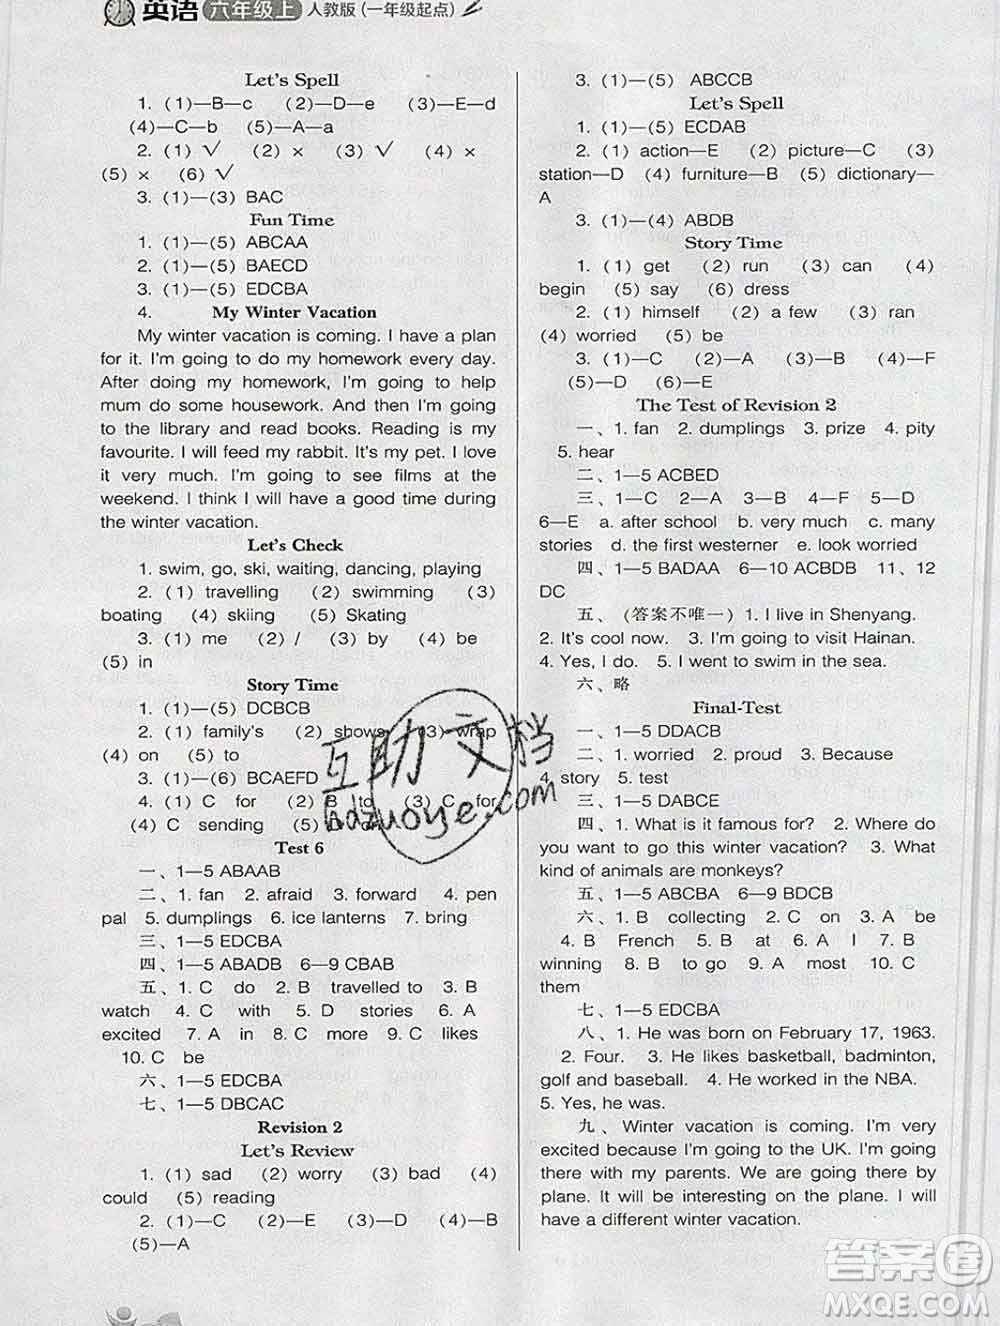 英语 六年级上 人教版 (一年级起点)
Let's Spell
1. (1)—B—c (2)—D—e (3)—E—d
(4)—C—b (5)—A—a
2. (1) √ (2) × (3) √ (4) ×
(5) × (6) √
3. (1)—(3) BAC
Fun Time
1. (1)—(5) ABCAA
2. (1)—(5) BAECD
3. (1)—(5) EDCBA
4. My Winter Vacation
My winter vacation is coming. I have a plan
for it. I'm going to do my homework every day.
After doing my homework, I'm going to help
mum do some housework. And then I'm going
to the library and read books. Reading is my
favourite. I will feed my rabbit. It's my pet. I love
it very much. I'm going to see films at the
weekend. I think I will have a good time during
the winter vacation.
Let's Check
1. swim, go, ski, waiting, dancing, playing
2. (1) travelling (2) swimming (3)
boating (4) skiing (5) Skating
3. (1) me (2) / (3) by (4) be
(5) in
Story Time
1. (1)—(5) DCBCB
2. (1) family's (2) shows (3) wrap
(4) on (5) to
3. (1)—(6) BCAEFD
4. (1) C for (2) B to (3) C for
(4) C sending (5) B
Test 6
一、1—5 ABAAB
二、1. fan 2. afraid 3. forward 4. pen
pal 5. dumplings 6. ice lanterns 7. bring
三、1—5 EDCBA
四、1—5 ABADB 6—9 CBAB
五、1. C do 2. B travelled to 3. B
watch 4. C with 5. D stories 6. A
excited 7. A in 8. C more 9. C likes
10. C be
六、1—5 EDCBA
七、1—5 DBCAC
Revision 2
Let's Review
1. (1) sad (2) worry (3) bad (4)
could (5) reading
2. (1)—C (2)—E (3)—D (4)—B
(5)—A
3. (1)—(5) ABCCB
Let's Spell
1. (1)—(5) ECDAB
2. (1) action—E (2) picture—C (3)
station—D (4) furniture—B (5) dictionary—
A
3. (1)—(4) ABDB
Story Time
1. (1) get (2) run (3) can (4)
begin (5) say (6) dress
2. (1) himself (2) a few (3) ran
(4) worried (5) be
3. (1)—C (2)—A (3)—B (4)—F
(5)—D (6)—E
The Test of Revision 2
一、1. fan 2. dumplings 3. prize 4. pity
5. hear
二、1—5 ACBED
三、1—C 2—A 3—B 4—F 5—D
6—E a. after school b. very much c. many
stories d. the first westerner e. look worried
四、1—5 BADAA 6—10 ACBDB 11、12
DC
五、(答案不唯一) 1. I live in Shenyang.
2. It's cool now. 3. I'm going to visit Hainan.
4. Yes, I do. 5. I went to swim in the sea.
六、略
Final-Test
一、1—5 DDACB
二、1. worried 2. proud 3. Because
4. story 5. test
三、1—5 DABCE
四、1. What is it famous for? 2. Where do
you want to go this winter vacation? 3. What
kind of animals are monkeys?
五、1—5 ABCBA 6—9 BDCB
六、1. B collecting 2. C on 3. A be
4. B French 5. B at 6. A I 7. B
winning 8. B to go 9. A most 10. C
them
七、1—5 EDCBA
八、1. He was born on February 17, 1963.
2. Four. 3. He likes basketball, badminton,
golf and baseball. 4. He worked in the NBA.
5. Yes, he was.
九、Winter vacation is coming. I'm very
excited because I'm going to the UK. I'm going
there with my parents. We are going there by
plane. It will be interesting on the plane. I will
have a different winter vacation.
互助文档
hdzuoye.com
答案圈
MXQE.COM